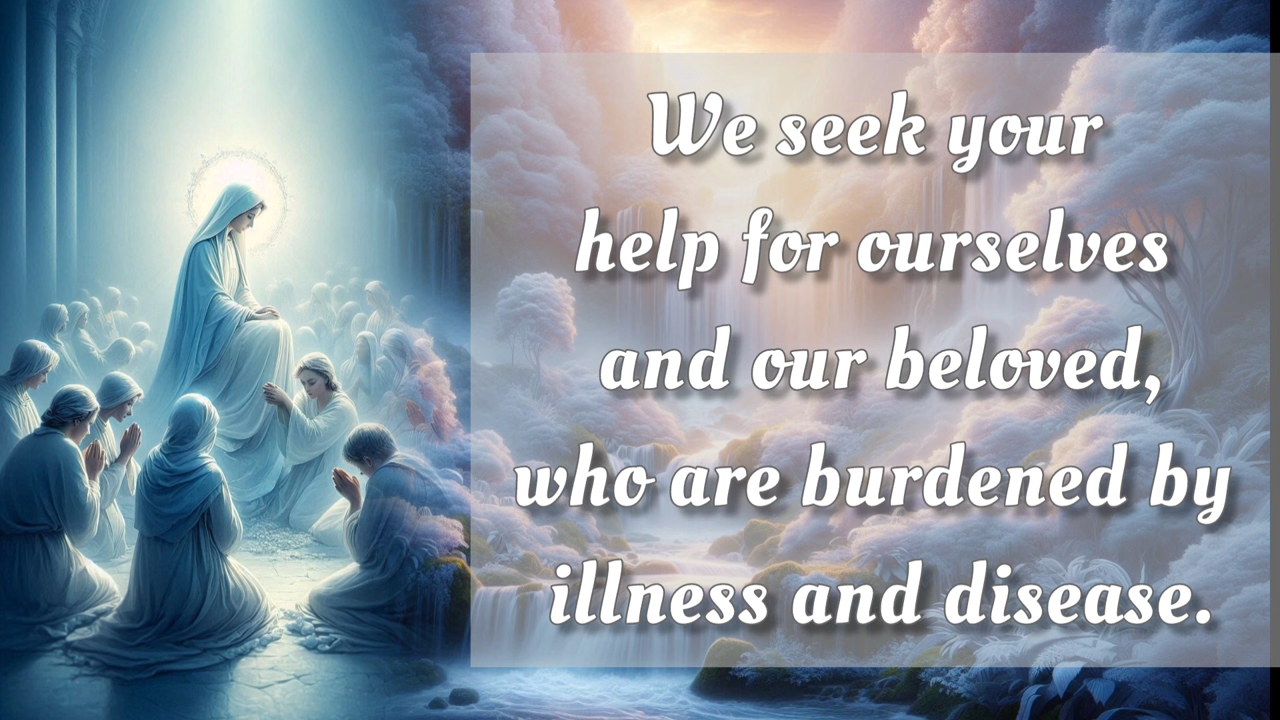 We seek your
help for ourselves
and our beloved,
who are burdened by
illness and disease.